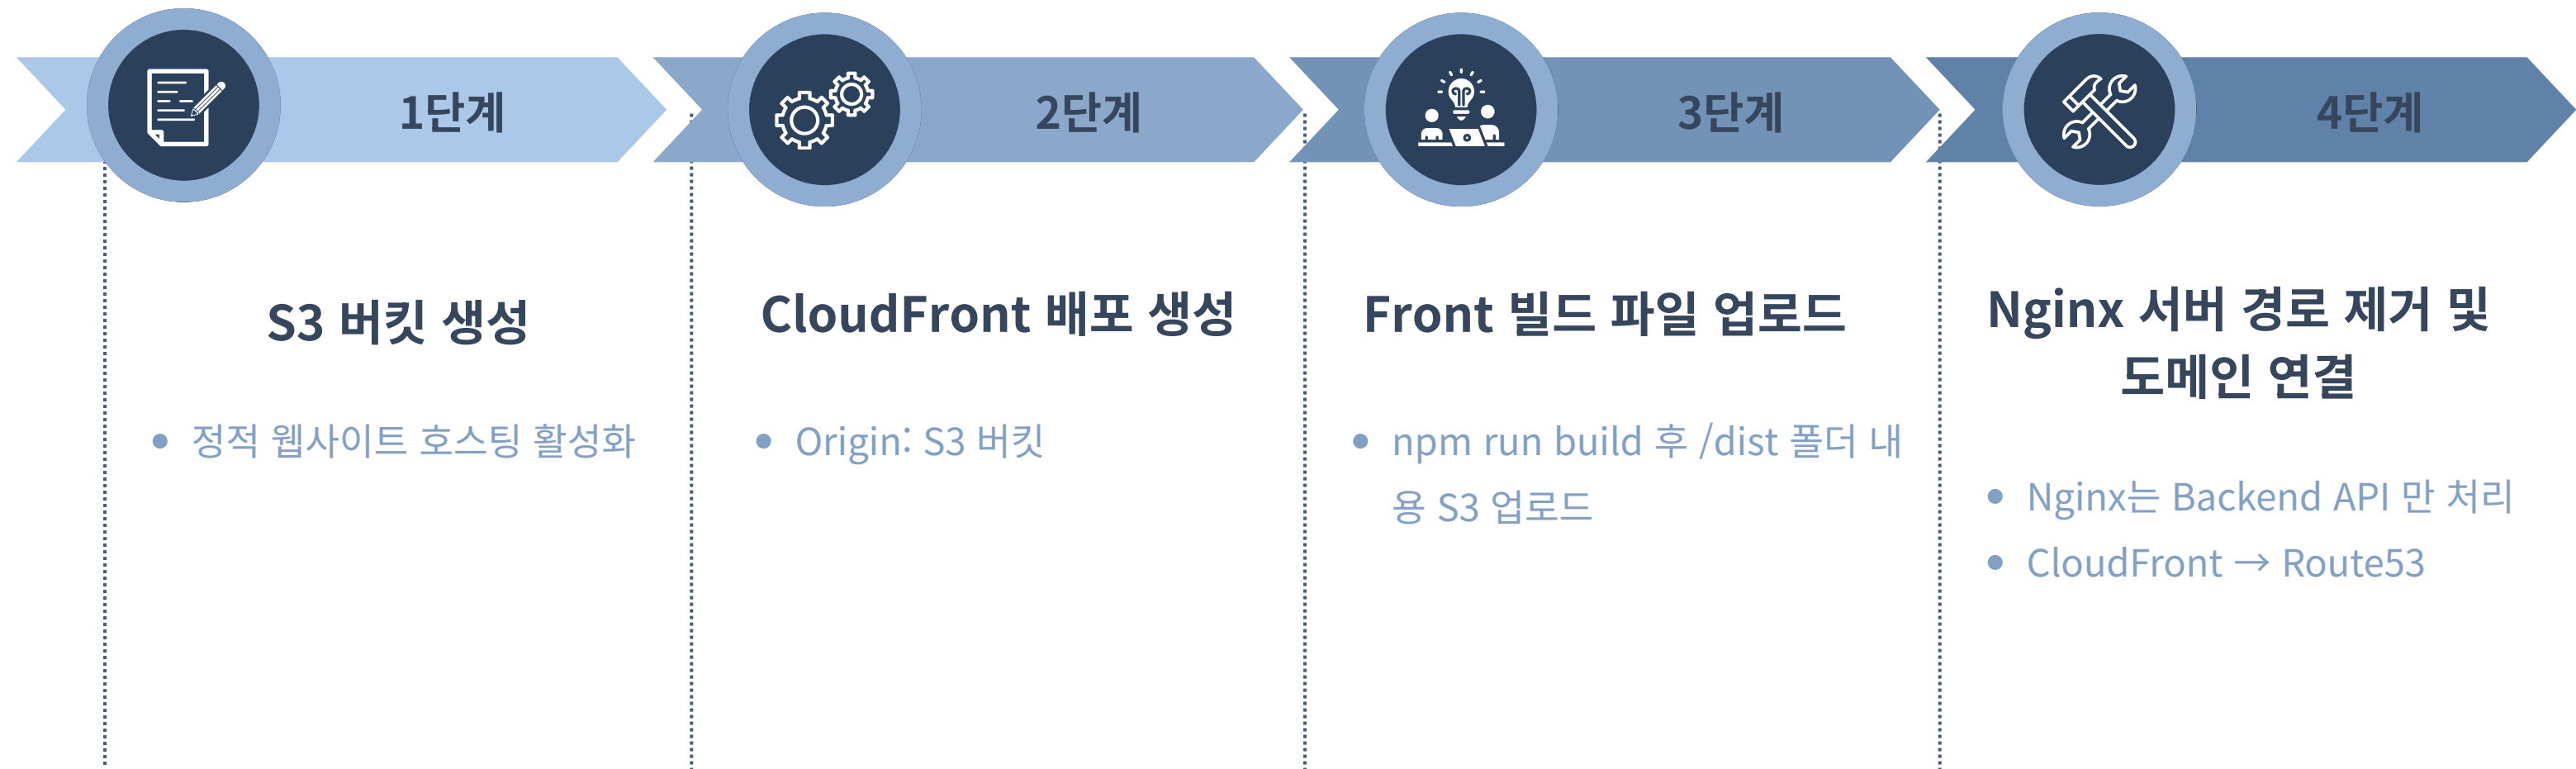 1단계
S3 버킷 생성
• 정적 웹사이트 호스팅 활성화
2단계
CloudFront 배포 생성
• Origin: S3 버킷
3단계
Front 빌드 파일 업로드
• npm run build 후 /dist 폴더 내
용 S3 업로드
4단계
Nginx 서버 경로 제거 및
도메인 연결
• Nginx는 Backend API 만 처리
• CloudFront → Route53